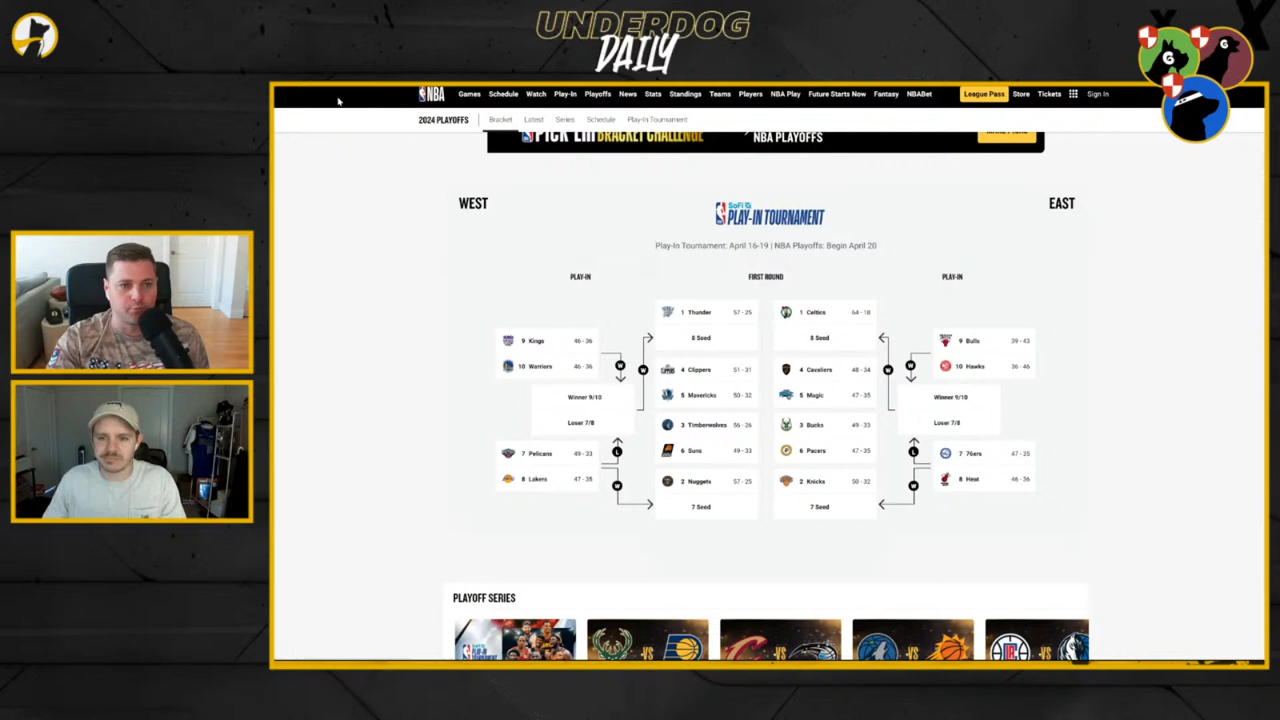 UNDERDOG
DAILY
NBA Games Schedule Watch Play-In Playoffs News Stats Standings Teams Players NBA Play Future Starts Now Fantasy NBABet League Pass Store Tickets Sign In
2024 PLAYOFFS Bracket Latest Series Schedule Play-In Tournament
BRACKET CHALLENGE NBA PLAYOFFS
WEST
EAST
SoFi
PLAY-IN TOURNAMENT
Play-In Tournament: April 16-19 | NBA Playoffs: Begin April 20
PLAY-IN FIRST ROUND PLAY-IN
1 Thunder 57 - 25 1 Celtics 64 - 18
8 Seed 8 Seed
9 Kings 46 - 36 9 Bulls 39 - 43
10 Warriors 46 - 36 W W 4 Clippers 51 - 31 4 Cavaliers 48 - 34 W W 10 Hawks 36 - 46
Winner 9/10 5 Mavericks 50 - 32 5 Magic 47 - 35 Winner 9/10
Loser 7/8 3 Timberwolves 56 - 26 3 Bucks 49 - 33 Loser 7/8
7 Pelicans 49 - 33 L 6 Suns 49 - 33 6 Pacers 47 - 35 L 7 76ers 47 - 35
8 Lakers 47 - 35 W 2 Nuggets 57 - 25 2 Knicks 50 - 32 W 8 Heat 46 - 36
7 Seed 7 Seed
PLAYOFF SERIES
VS VS VS VS